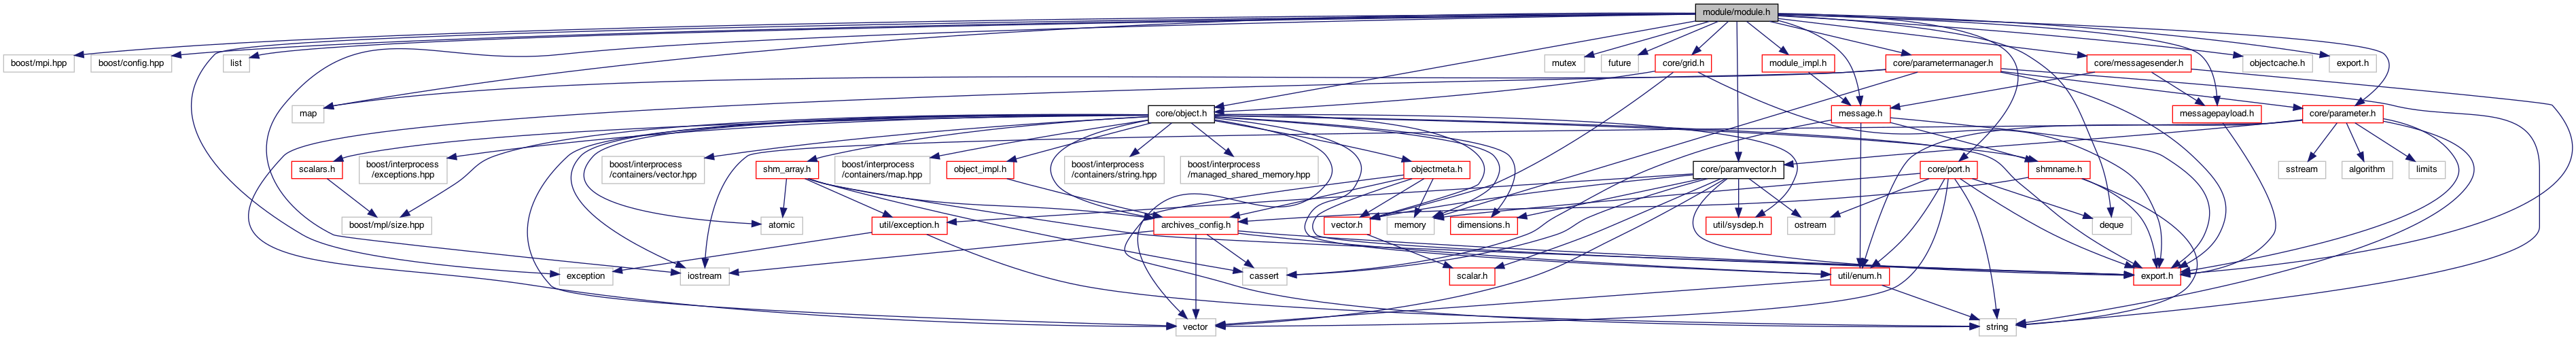 module/module.h
boost/mpi.hpp
boost/config.hpp
list
mutex
future
core/grid.h
module_impl.h
core/parametermanager.h
core/messagesender.h
objectcache.h
export.h
map
core/object.h
message.h
messagepayload.h
core/parameter.h
scalars.h
boost/interprocess
/exceptions.hpp
boost/interprocess
/containers/vector.hpp
shm_array.h
boost/interprocess
/containers/map.hpp
object_impl.h
boost/interprocess
/containers/string.hpp
boost/interprocess
/managed_shared_memory.hpp
objectmeta.h
core/paramvector.h
core/port.h
shmname.h
sstream
algorithm
limits
boost/mpl/size.hpp
atomic
util/exception.h
archives_config.h
vector.h
memory
dimensions.h
util/sysdep.h
ostream
deque
exception
iostream
cassert
scalar.h
util/enum.h
export.h
vector
string